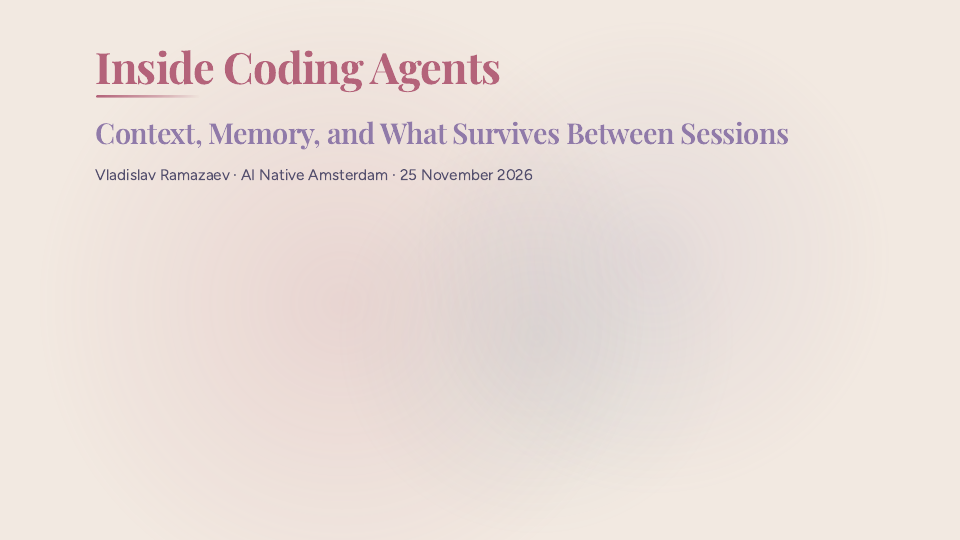 Inside Coding Agents
Context, Memory, and What Survives Between Sessions
Vladislav Ramazaev · AI Native Amsterdam · 25 November 2026